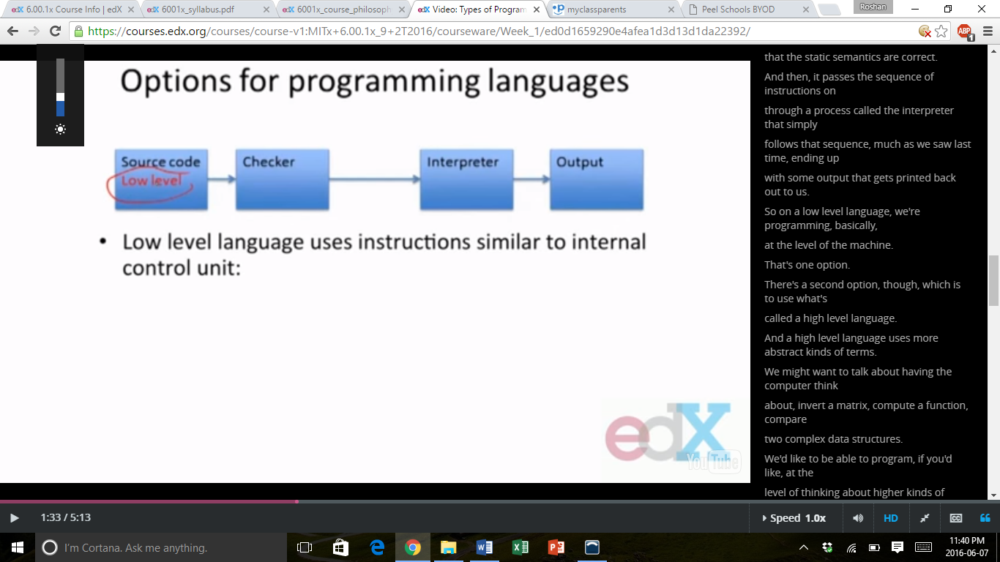 6.00.1x Course Info | edX
6001x_syllabus.pdf
6001x_course_philosoph
Video: Types of Program
myclassparents
Peel Schools BYOD
Roshan
https://courses.edx.org/courses/course-v1:MITx+6.00.1x_9+2T2016/courseware/Week_1/ed0d1659290e4afea1d3d13d1da22392/
ABP
1
Options for programming languages
Source code
Low level
Checker
Interpreter
Output
• Low level language uses instructions similar to internal
control unit:
edX
YouTube
that the static semantics are correct.
And then, it passes the sequence of
instructions on
through a process called the interpreter
that simply
follows that sequence, much as we saw last
time, ending up
with some output that gets printed back
out to us.
So on a low level language, we're
programming, basically,
at the level of the machine.
That's one option.
There's a second option, though, which is
to use what's
called a high level language.
And a high level language uses more
abstract kinds of terms.
We might want to talk about having the
computer think
about, invert a matrix, compute a function,
compare
two complex data structures.
We'd like to be able to program, if you'd
like, at the
level of thinking about higher kinds of
1:33 / 5:13
Speed 1.0x
HD
CC
I'm Cortana. Ask me anything.
11:40 PM
2016-06-07